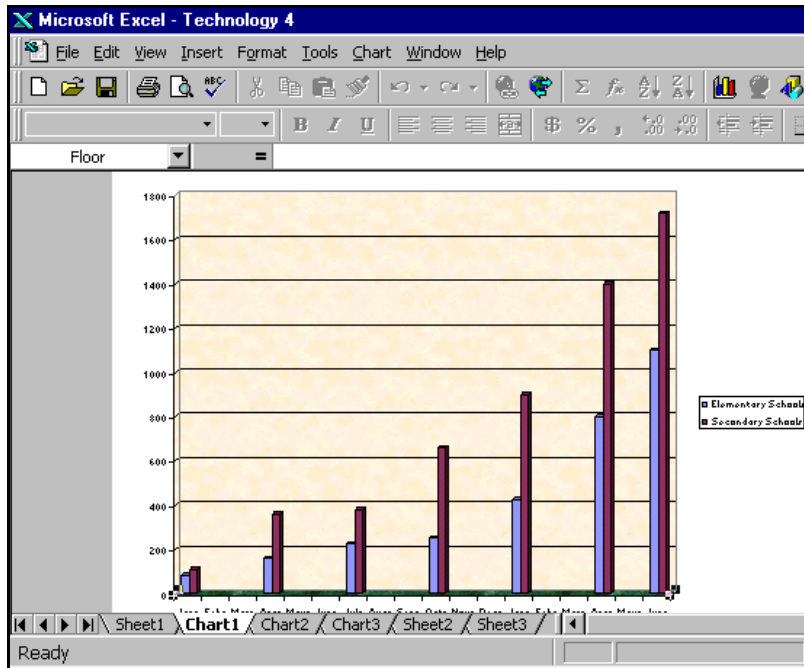 Microsoft Excel - Technology 4
File Edit View Insert Format Tools Chart Window Help
ABC
B I U $ % ,
Floor =
1800
1600
1400
1200
1000
800
600
400
200
0
Elementary Schools
Secondary Schools
Sheet1 Chart1 Chart2 Chart3 Sheet2 Sheet3
Ready